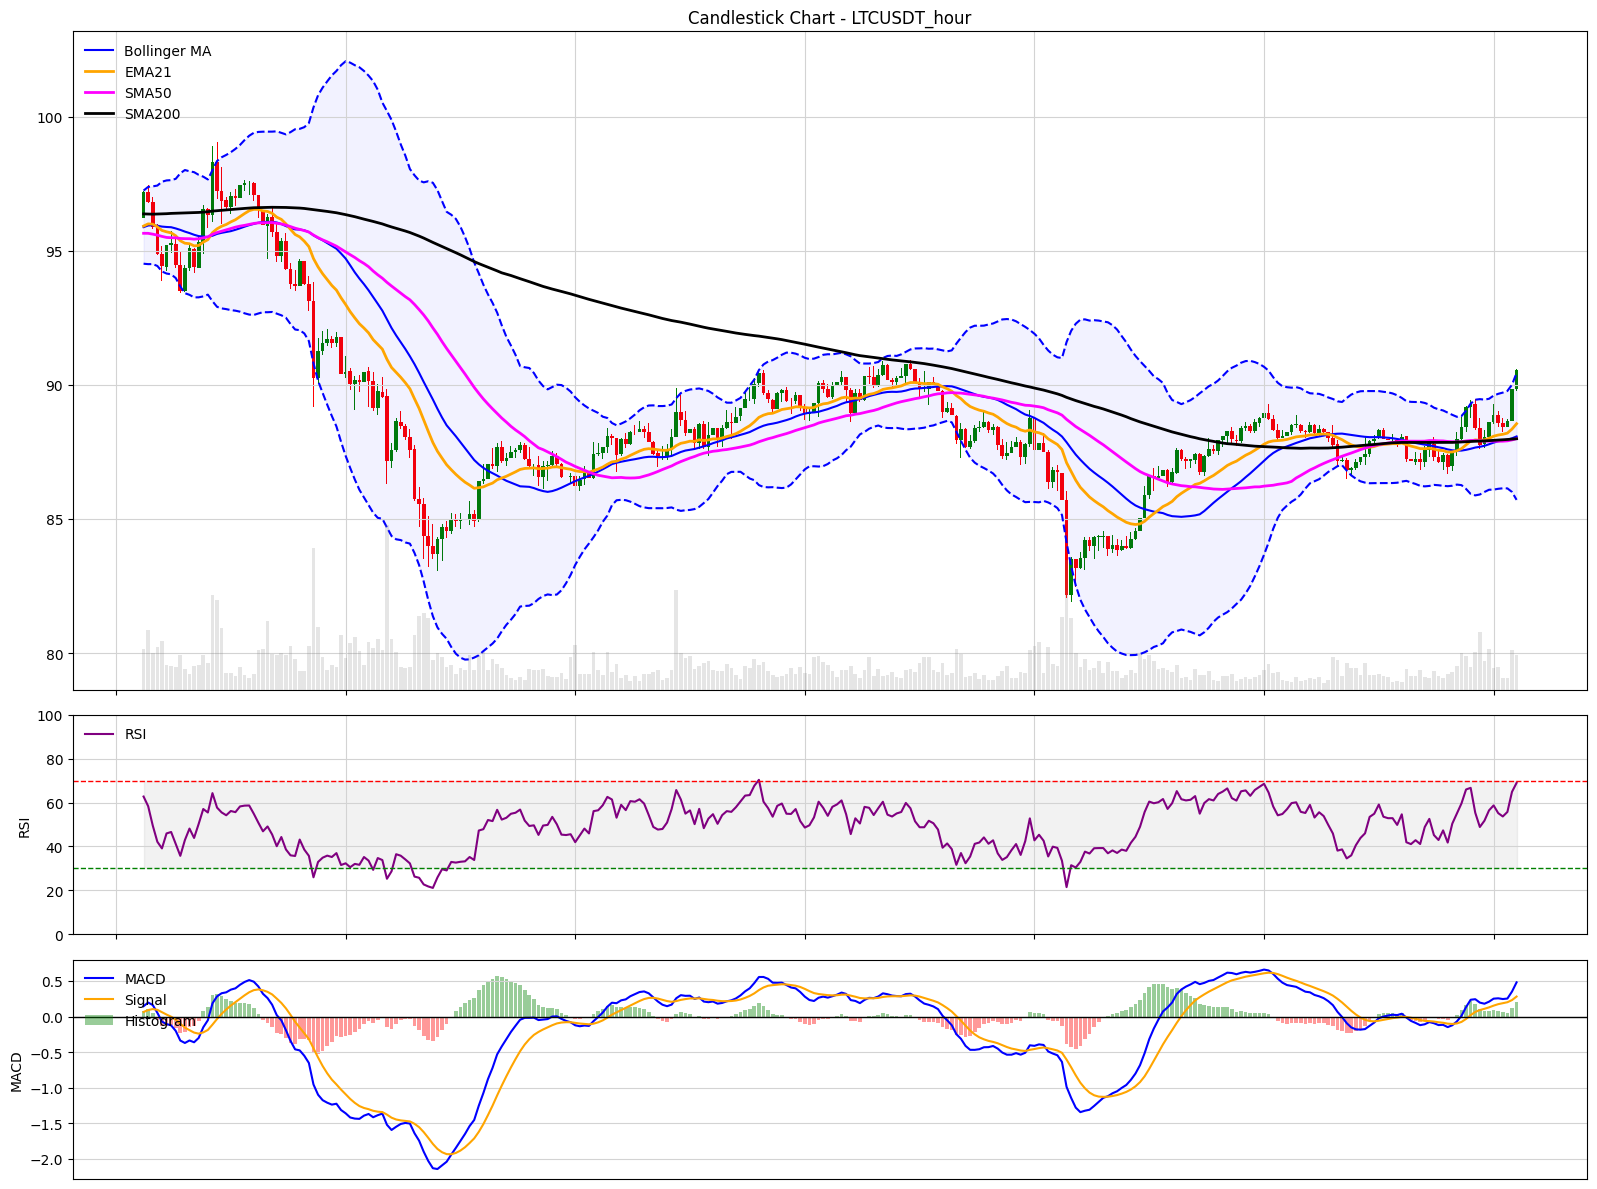 Candlestick Chart - LTCUSDT_hour
Bollinger MA
EMA21
SMA50
SMA200
100
95
90
85
80
RSI
100
80
60
40
20
0
RSI
MACD
Signal
Histogram
0.5
0.0
−0.5
−1.0
−1.5
−2.0
MACD